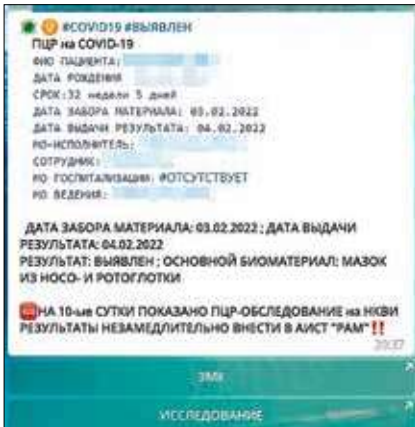 #COVID19 #ВЫЯВЛЕН
ПЦР на COVID-19
ФИО ПАЦИЕНТА:
ДАТА РОЖДЕНИЯ
СРОК:32 недели 5 дней
ДАТА ЗАБОРА МАТЕРИАЛА: 03.02.2022
ДАТА ВЫДАЧИ РЕЗУЛЬТАТА: 04.02.2022
МО-ИСПОЛНИТЕЛЬ:
СОТРУДНИК:
МО ГОСПИТАЛИЗАЦИИ: #ОТСУТСТВУЕТ
МО ВЕДЕНИЯ:
ДАТА ЗАБОРА МАТЕРИАЛА: 03.02.2022 ; ДАТА ВЫДАЧИ
РЕЗУЛЬТАТА: 04.02.2022
РЕЗУЛЬТАТ: ВЫЯВЛЕН ; ОСНОВНОЙ БИОМАТЕРИАЛ: МАЗОК
ИЗ НОСО- И РОТОГЛОТКИ
НА 10-ые СУТКИ ПОКАЗАНО ПЦР-ОБСЛЕДОВАНИЕ на НКВИ
РЕЗУЛЬТАТЫ НЕЗАМЕДЛИТЕЛЬНО ВНЕСТИ В АИСТ "РАМ"‼
20:37
ЭМК
ИССЛЕДОВАНИЕ